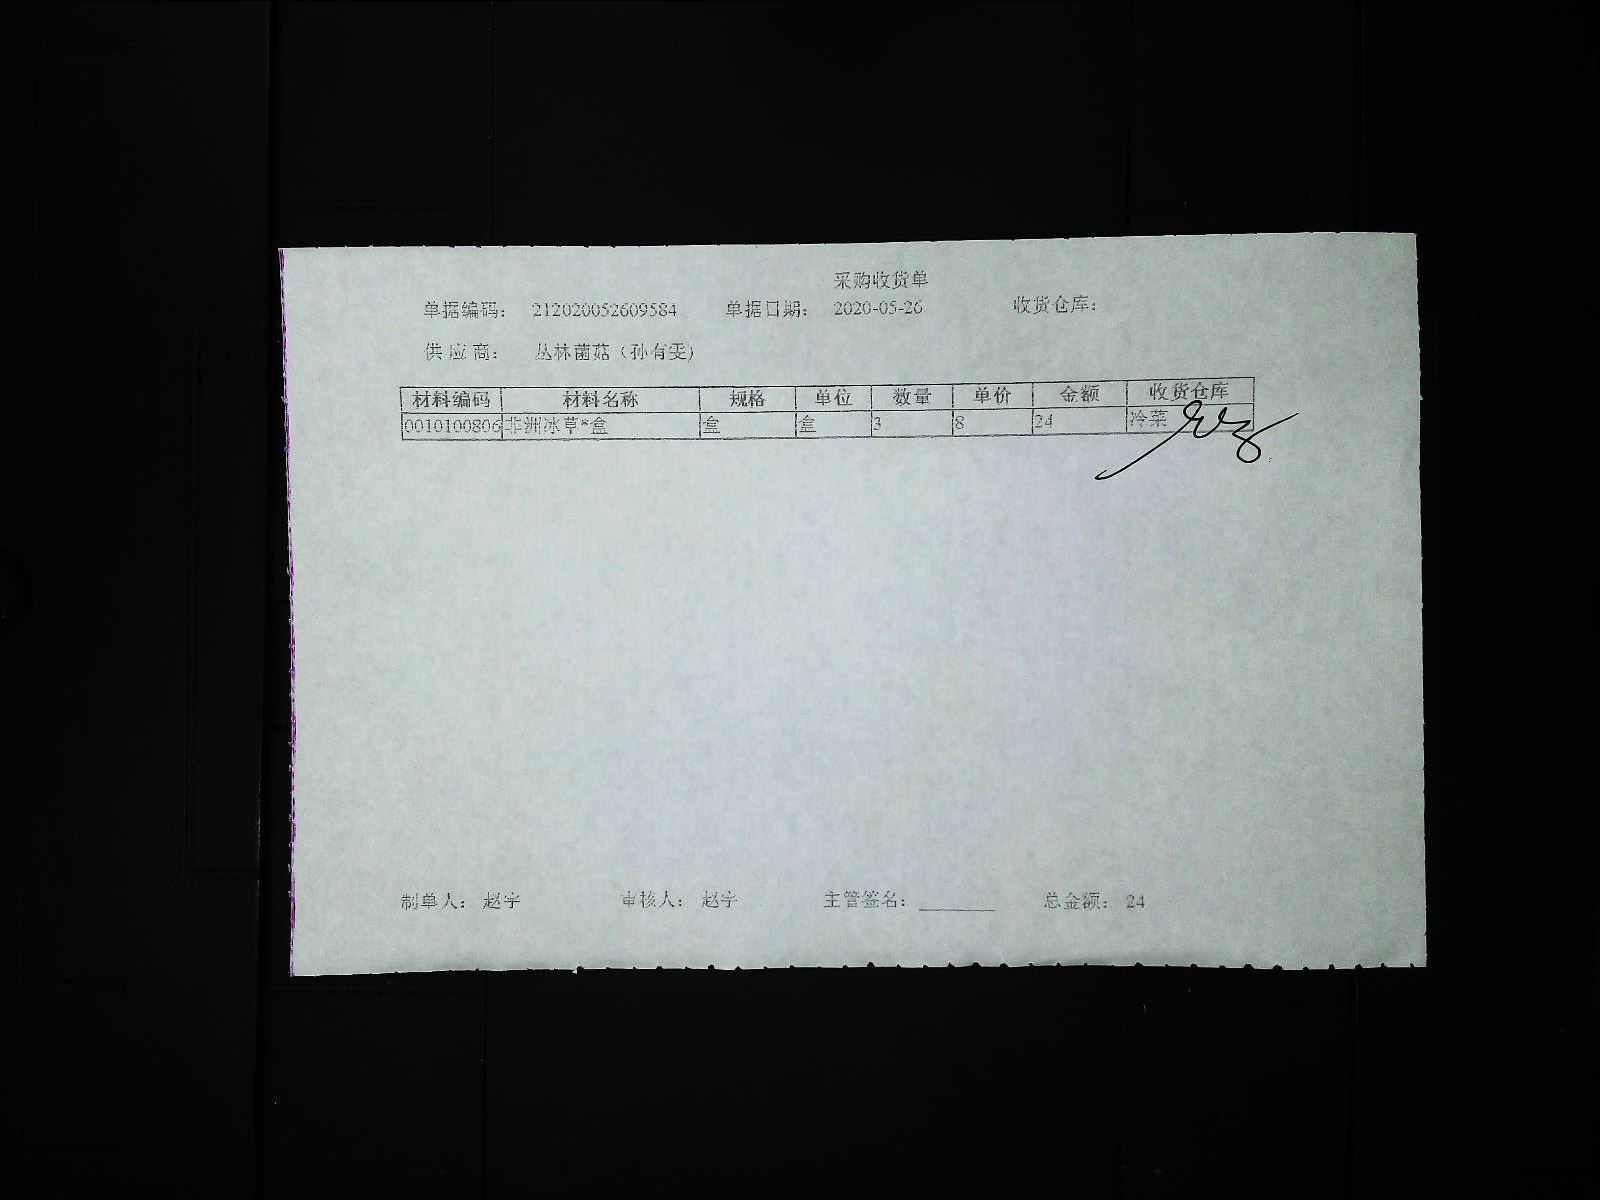 采购收货单
单据编码： 212020052609584 单据日期： 2020-05-26 收货仓库：
供 应 商： 丛林菌菇（孙有雯)
材料编码 材料名称 规格 单位 数量 单价 金额 收货仓库
0010100806 非洲冰草*盒 盒 盒 3 8 24 冷菜
制单人： 赵宇 审核人： 赵宇 主管签名： 总金额： 24